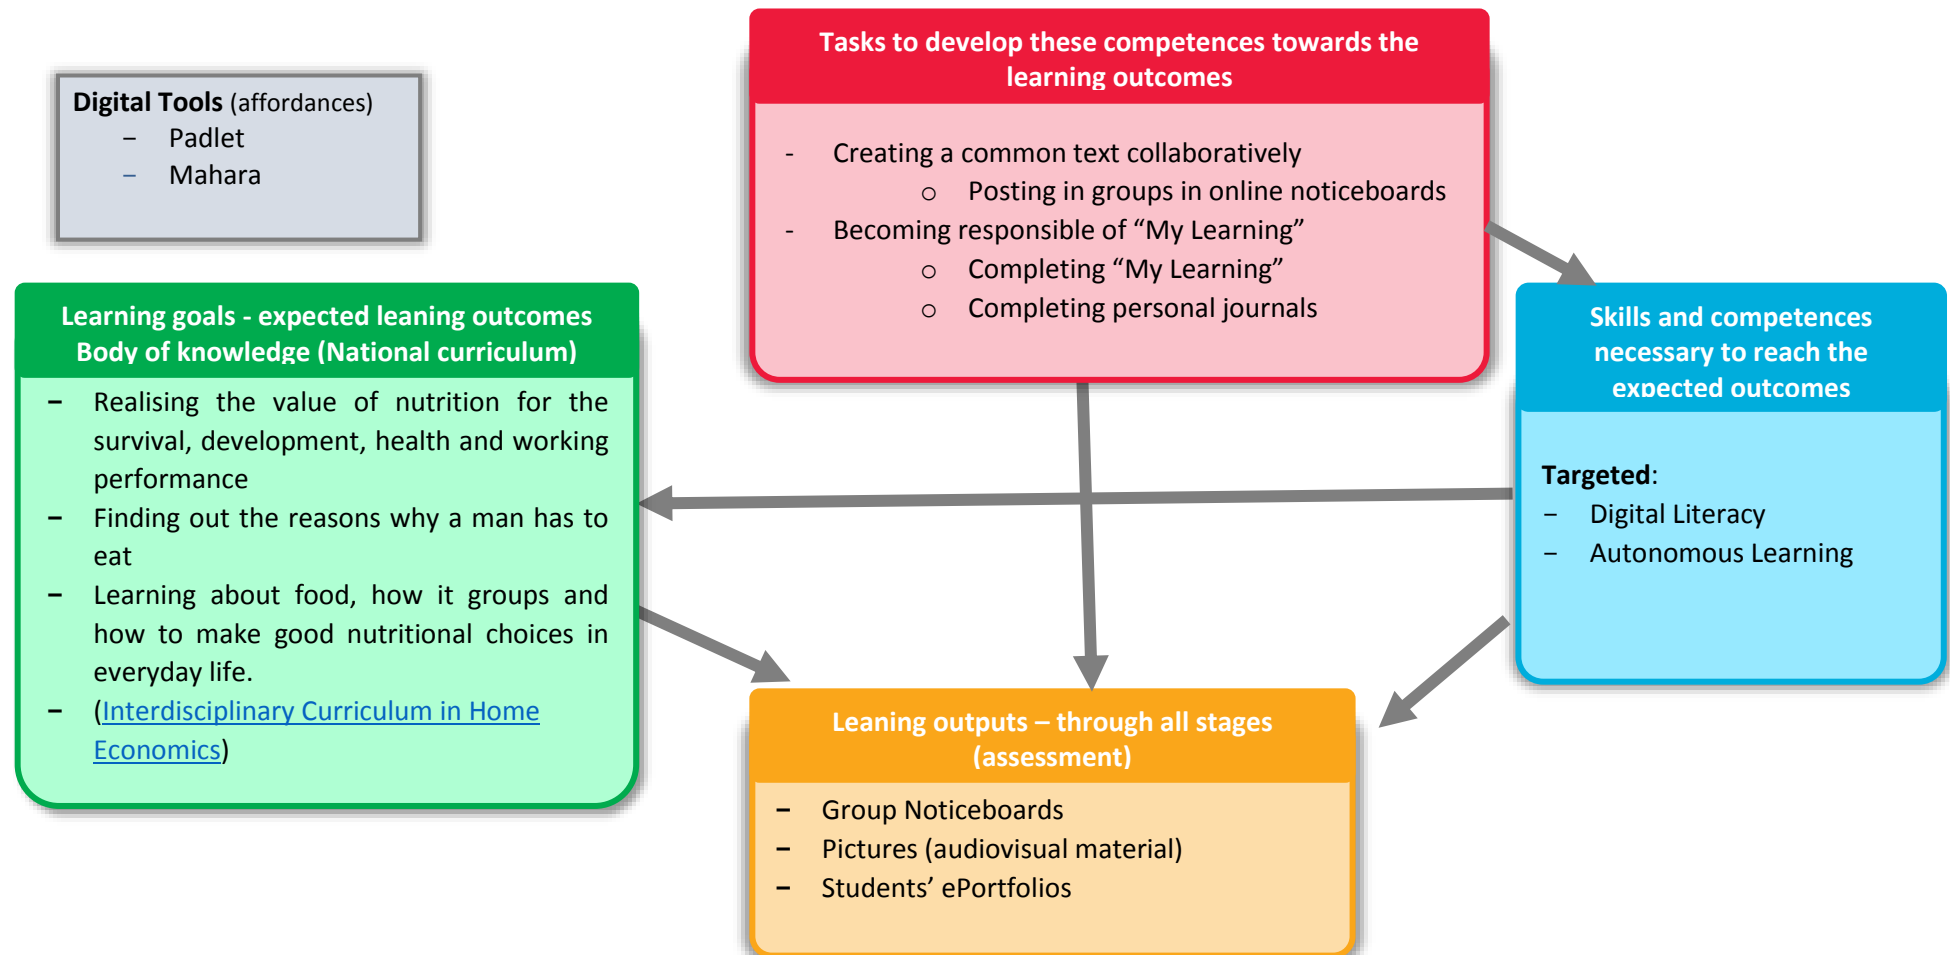 Tasks to develop these competences towards the
learning outcomes
- Creating a common text collaboratively
o Posting in groups in online noticeboards
- Becoming responsible of “My Learning”
o Completing “My Learning”
o Completing personal journals
Digital Tools (affordances)
– Padlet
– Mahara
Learning goals - expected leaning outcomes
Body of knowledge (National curriculum)
– Realising the value of nutrition for the
survival, development, health and working
performance
– Finding out the reasons why a man has to
eat
– Learning about food, how it groups and
how to make good nutritional choices in
everyday life.
– (Interdisciplinary Curriculum in Home
Economics)
Skills and competences
necessary to reach the
expected outcomes
Targeted:
– Digital Literacy
– Autonomous Learning
Leaning outputs – through all stages
(assessment)
– Group Noticeboards
– Pictures (audiovisual material)
– Students’ ePortfolios